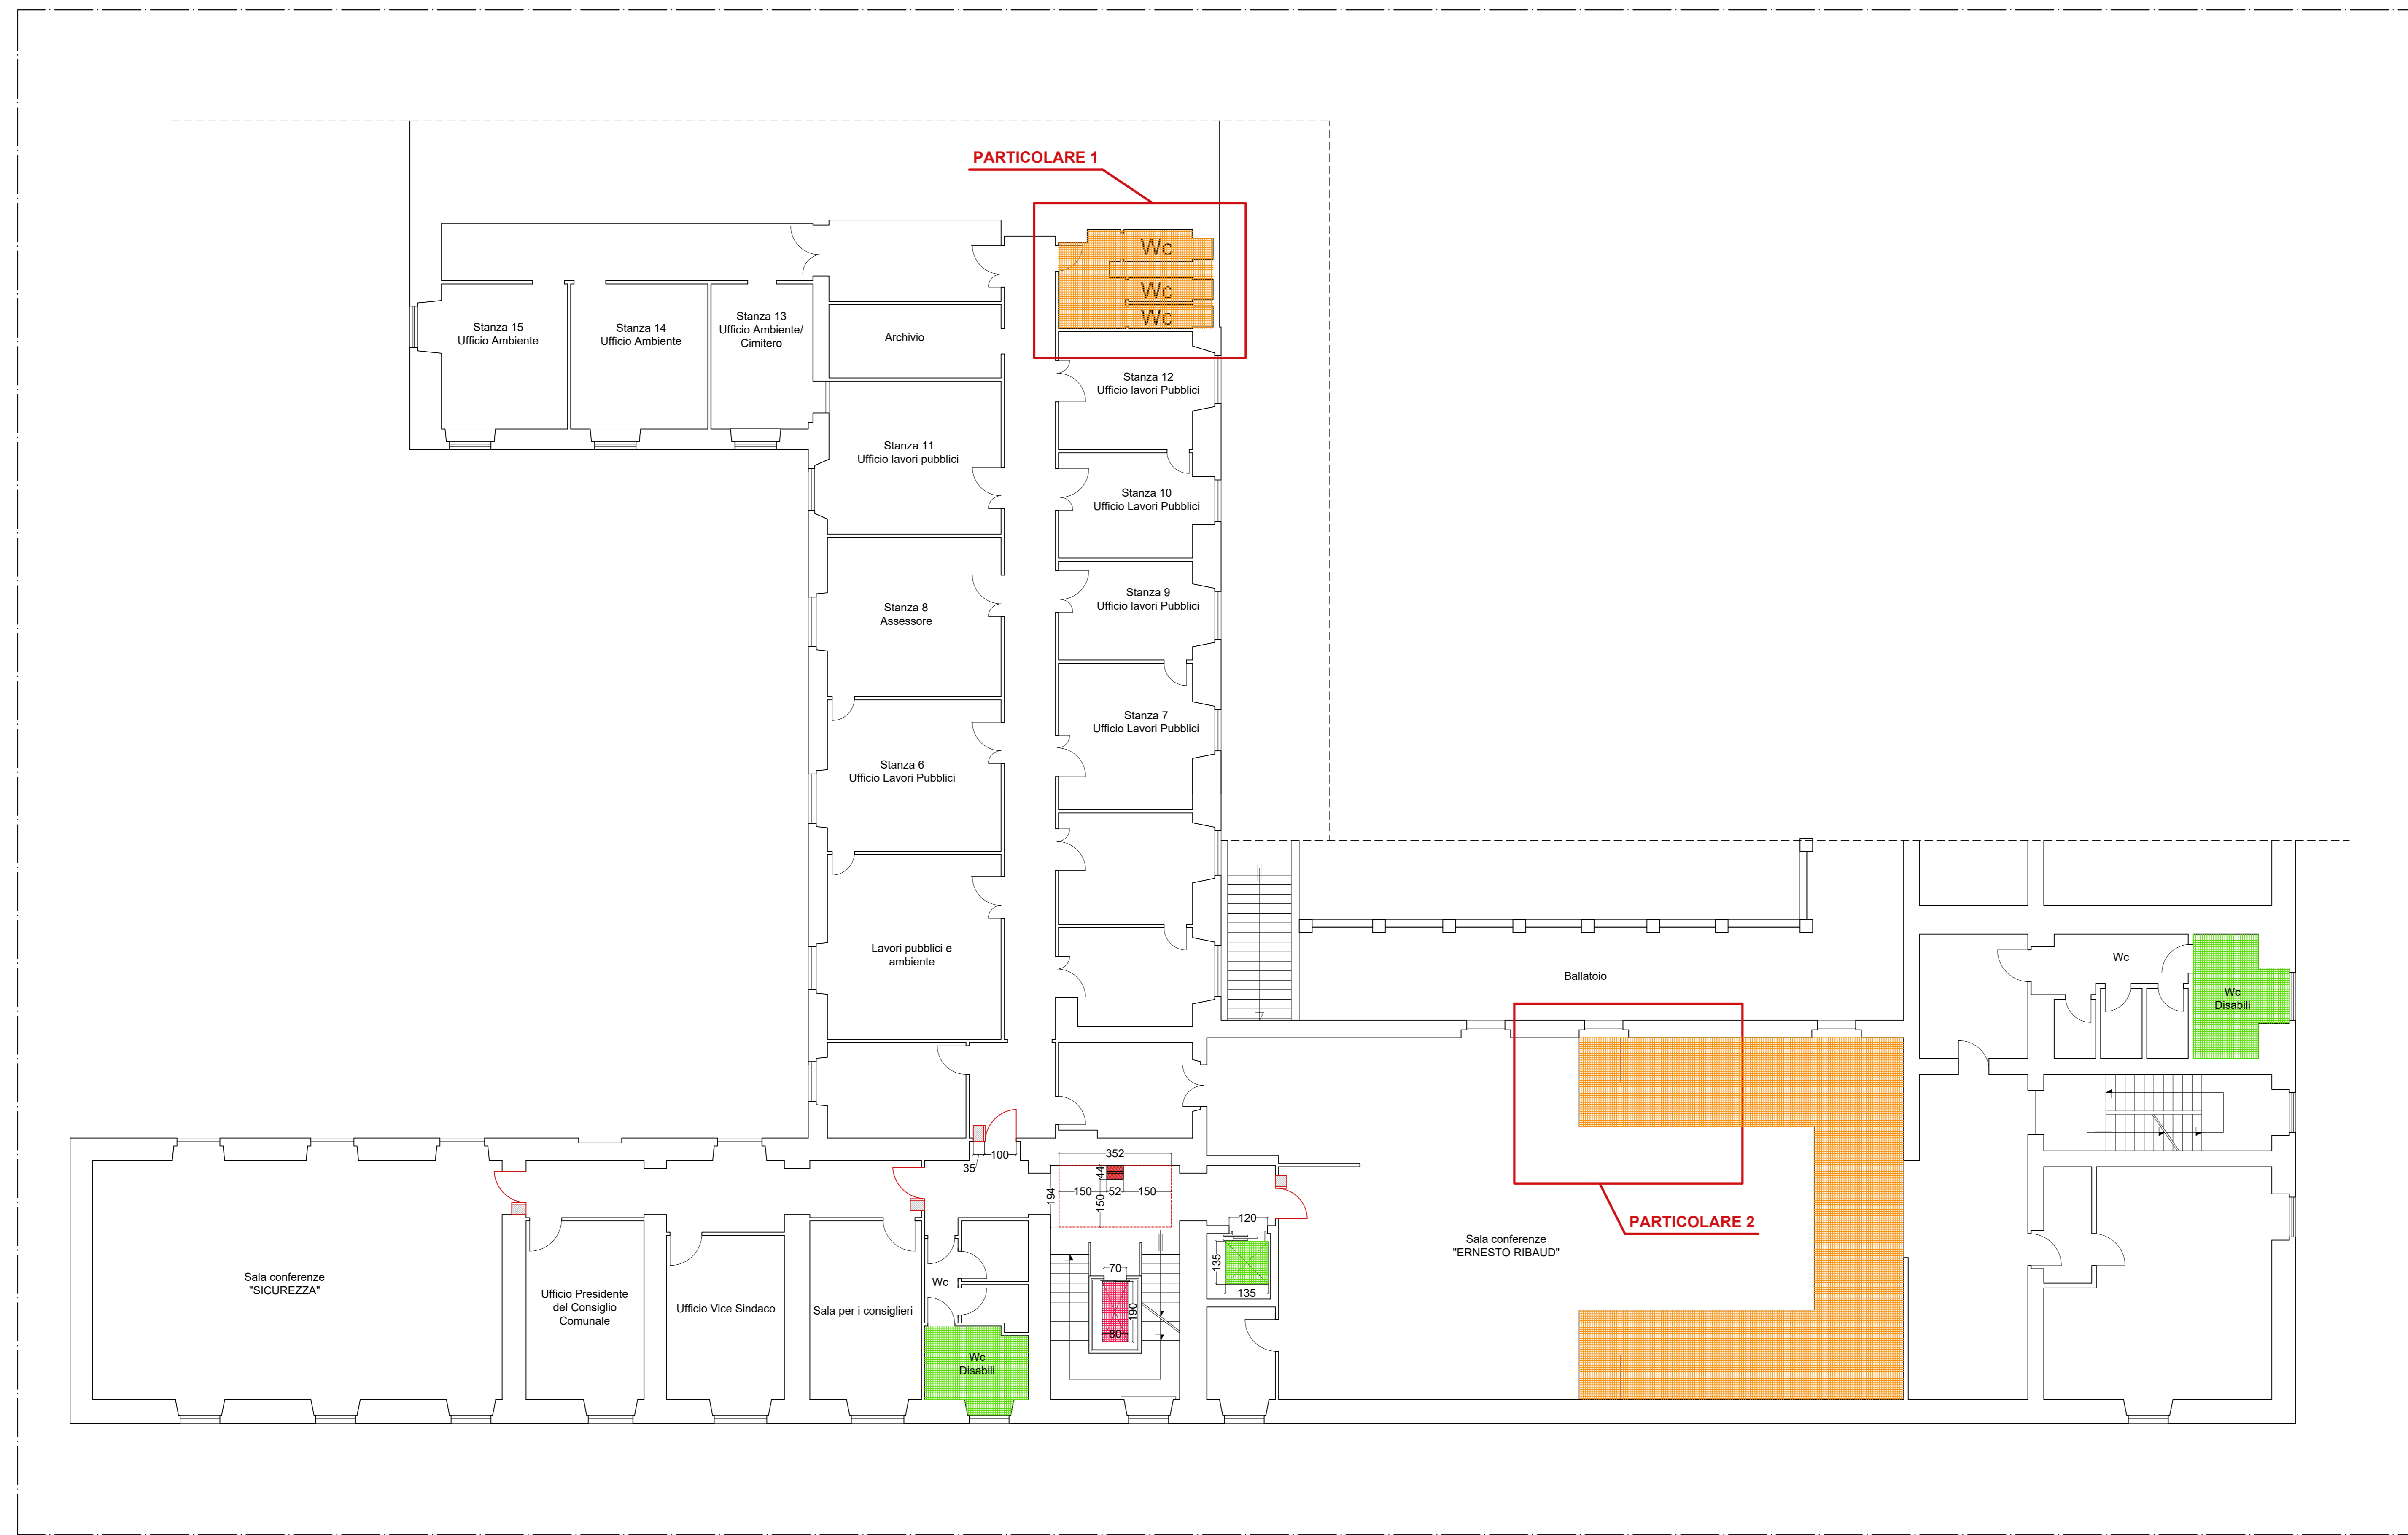 PARTICOLARE 1
Wc
Wc
Wc
Stanza 15
Ufficio Ambiente
Stanza 14
Ufficio Ambiente
Stanza 13
Ufficio Ambiente/
Cimitero
Archivio
Stanza 12
Ufficio lavori Pubblici
Stanza 11
Ufficio lavori pubblici
Stanza 10
Ufficio Lavori Pubblici
Stanza 8
Assessore
Stanza 9
Ufficio lavori Pubblici
Stanza 7
Ufficio Lavori Pubblici
Stanza 6
Ufficio Lavori Pubblici
Lavori pubblici e
ambiente
Ballatoio
Wc
Wc
Disabili
100
35
352
44
194
150
52
150
150
120
135
135
70
190
80
PARTICOLARE 2
Sala conferenze
"ERNESTO RIBAUD"
Sala conferenze
"SICUREZZA"
Ufficio Presidente
del Consiglio
Comunale
Ufficio Vice Sindaco
Sala per i consiglieri
Wc
Wc
Disabili